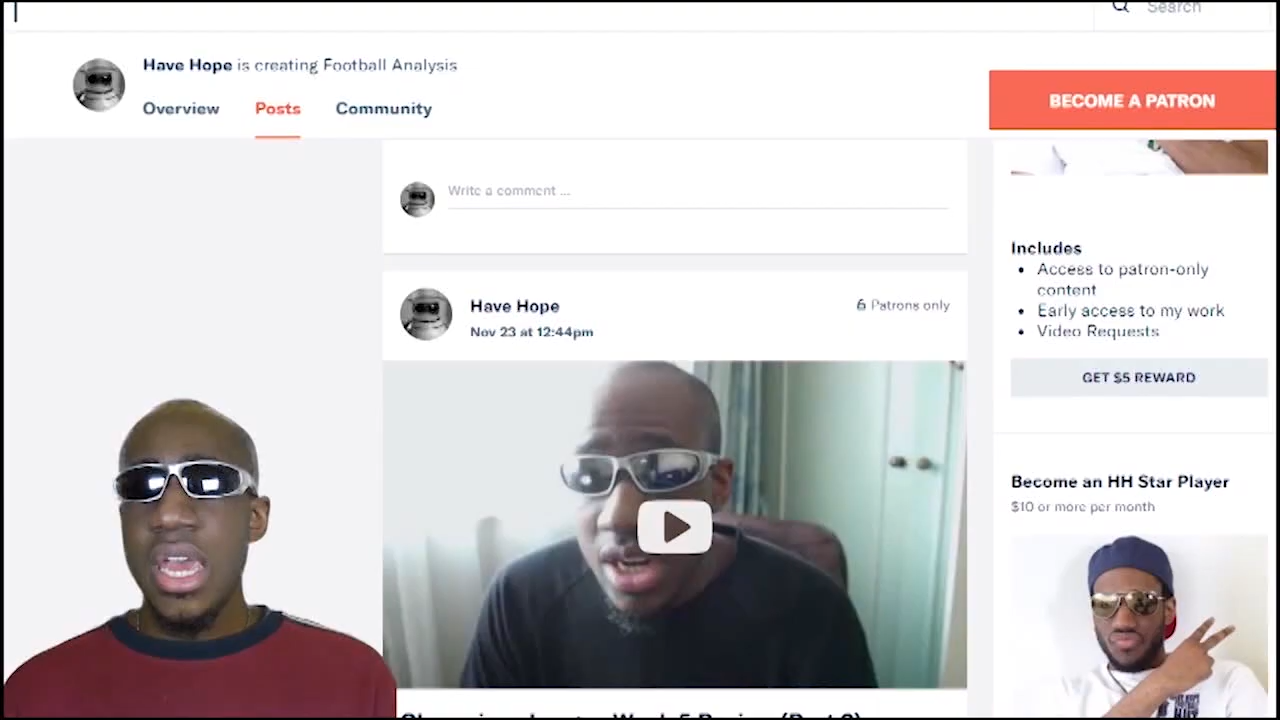 Search
Have Hope is creating Football Analysis
Overview Posts Community
BECOME A PATRON
Write a comment ...
Includes
Access to patron-only
content
Early access to my work
Video Requests
GET $5 REWARD
Have Hope
6 Patrons only
Nov 23 at 12:44pm
Become an HH Star Player
$10 or more per month